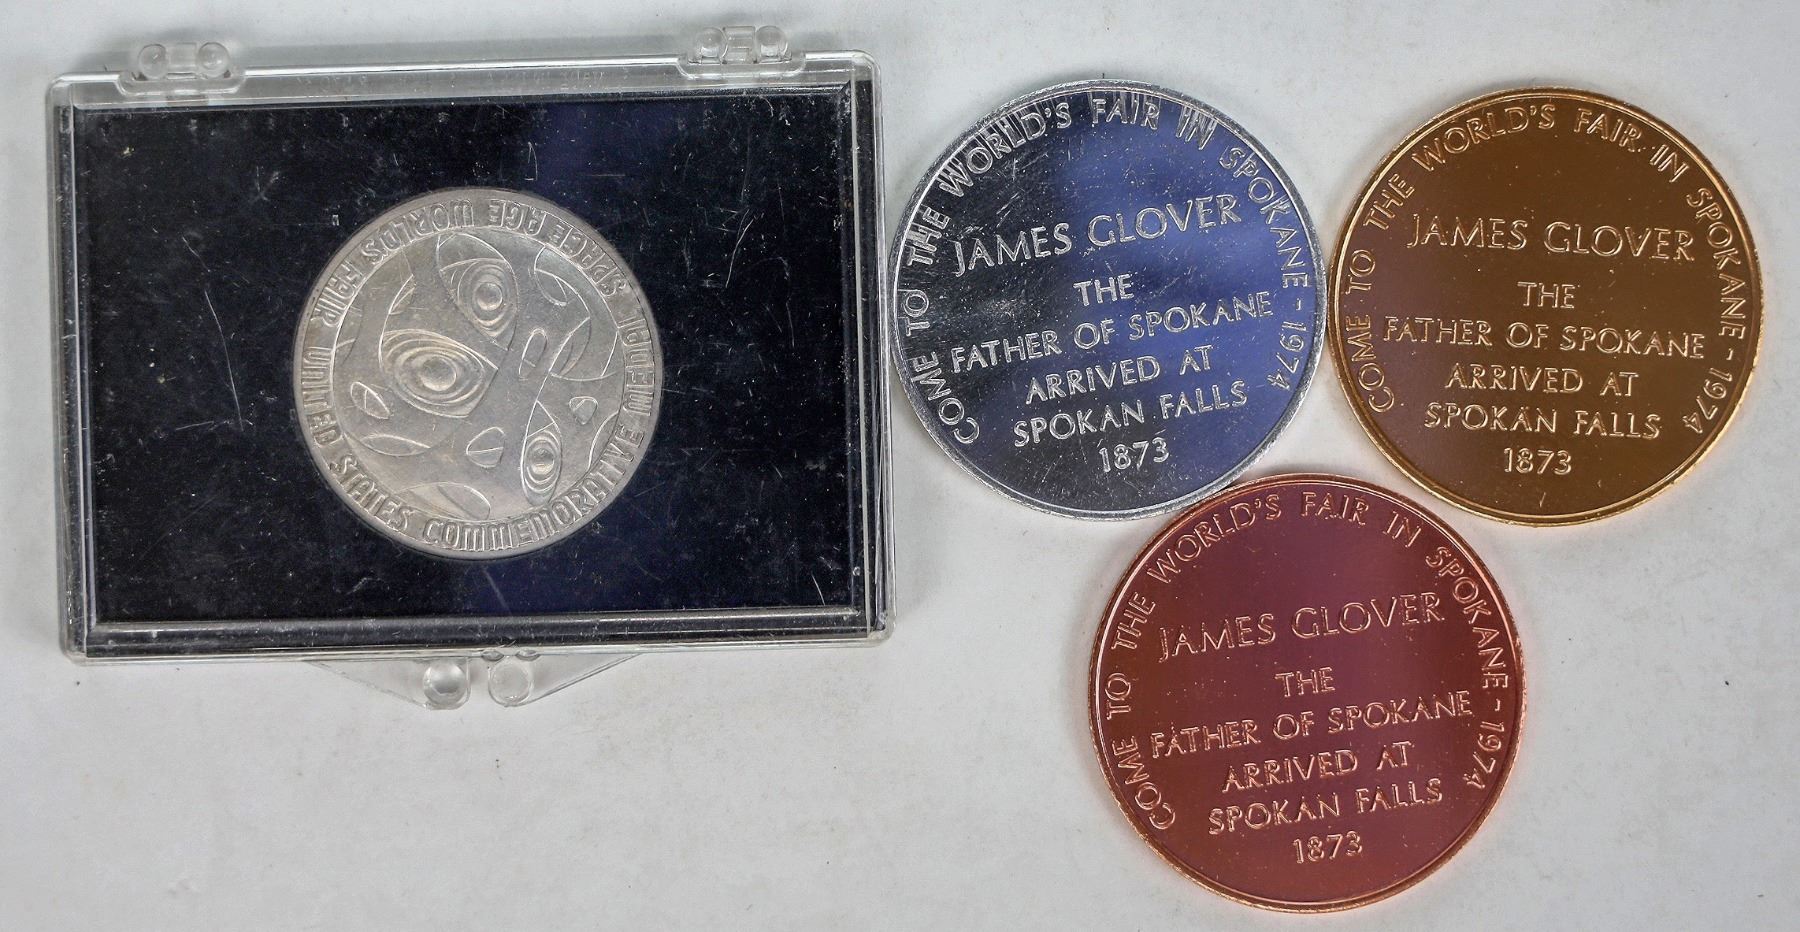 UNITED STATES COMMEMORATIVE MEDAL SPACE AGE WORLDS FAIR
COME TO THE WORLD'S FAIR IN SPOKANE - 1974
JAMES GLOVER
THE
FATHER OF SPOKANE
ARRIVED AT
SPOKAN FALLS
1873
COME TO THE WORLD'S FAIR IN SPOKANE - 1974
JAMES GLOVER
THE
FATHER OF SPOKANE
ARRIVED AT
SPOKAN FALLS
1873
COME TO THE WORLD'S FAIR IN SPOKANE - 1974
JAMES GLOVER
THE
FATHER OF SPOKANE
ARRIVED AT
SPOKAN FALLS
1873